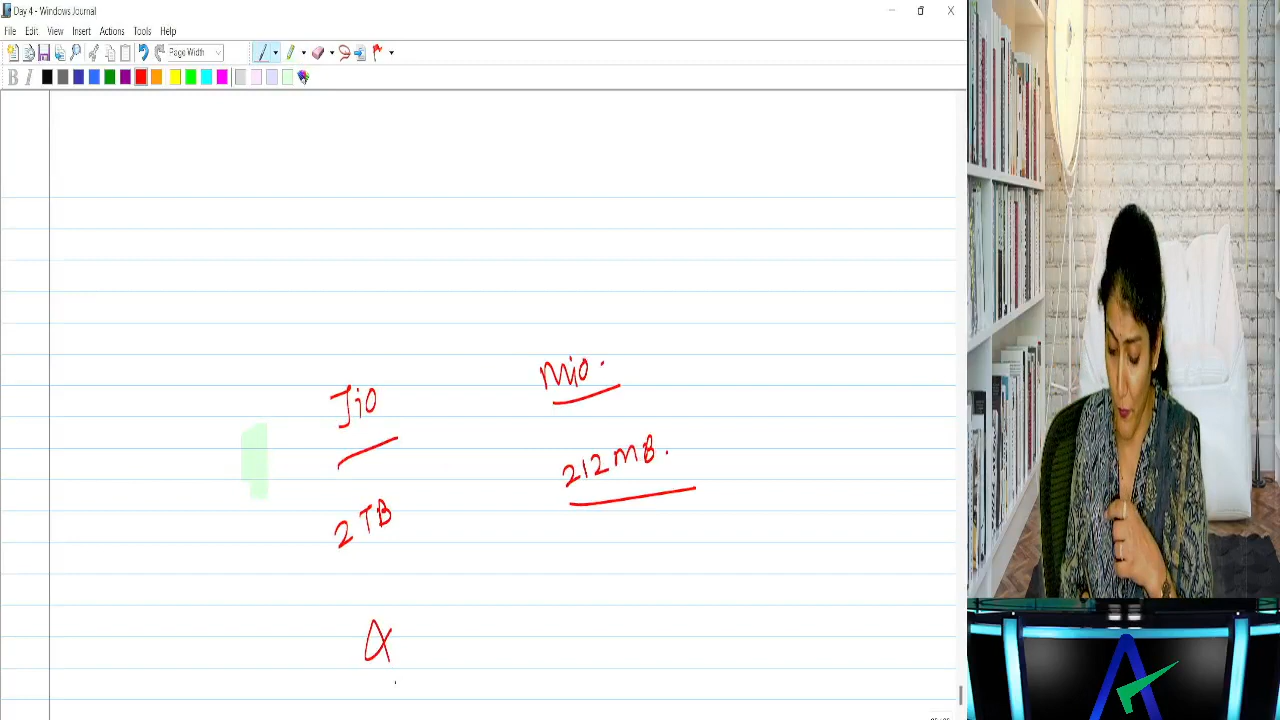 Day 4 - Windows Journal
File Edit View Insert Actions Tools Help
Page Width
B I
Jio
Mio.
2 TB
212 MB.